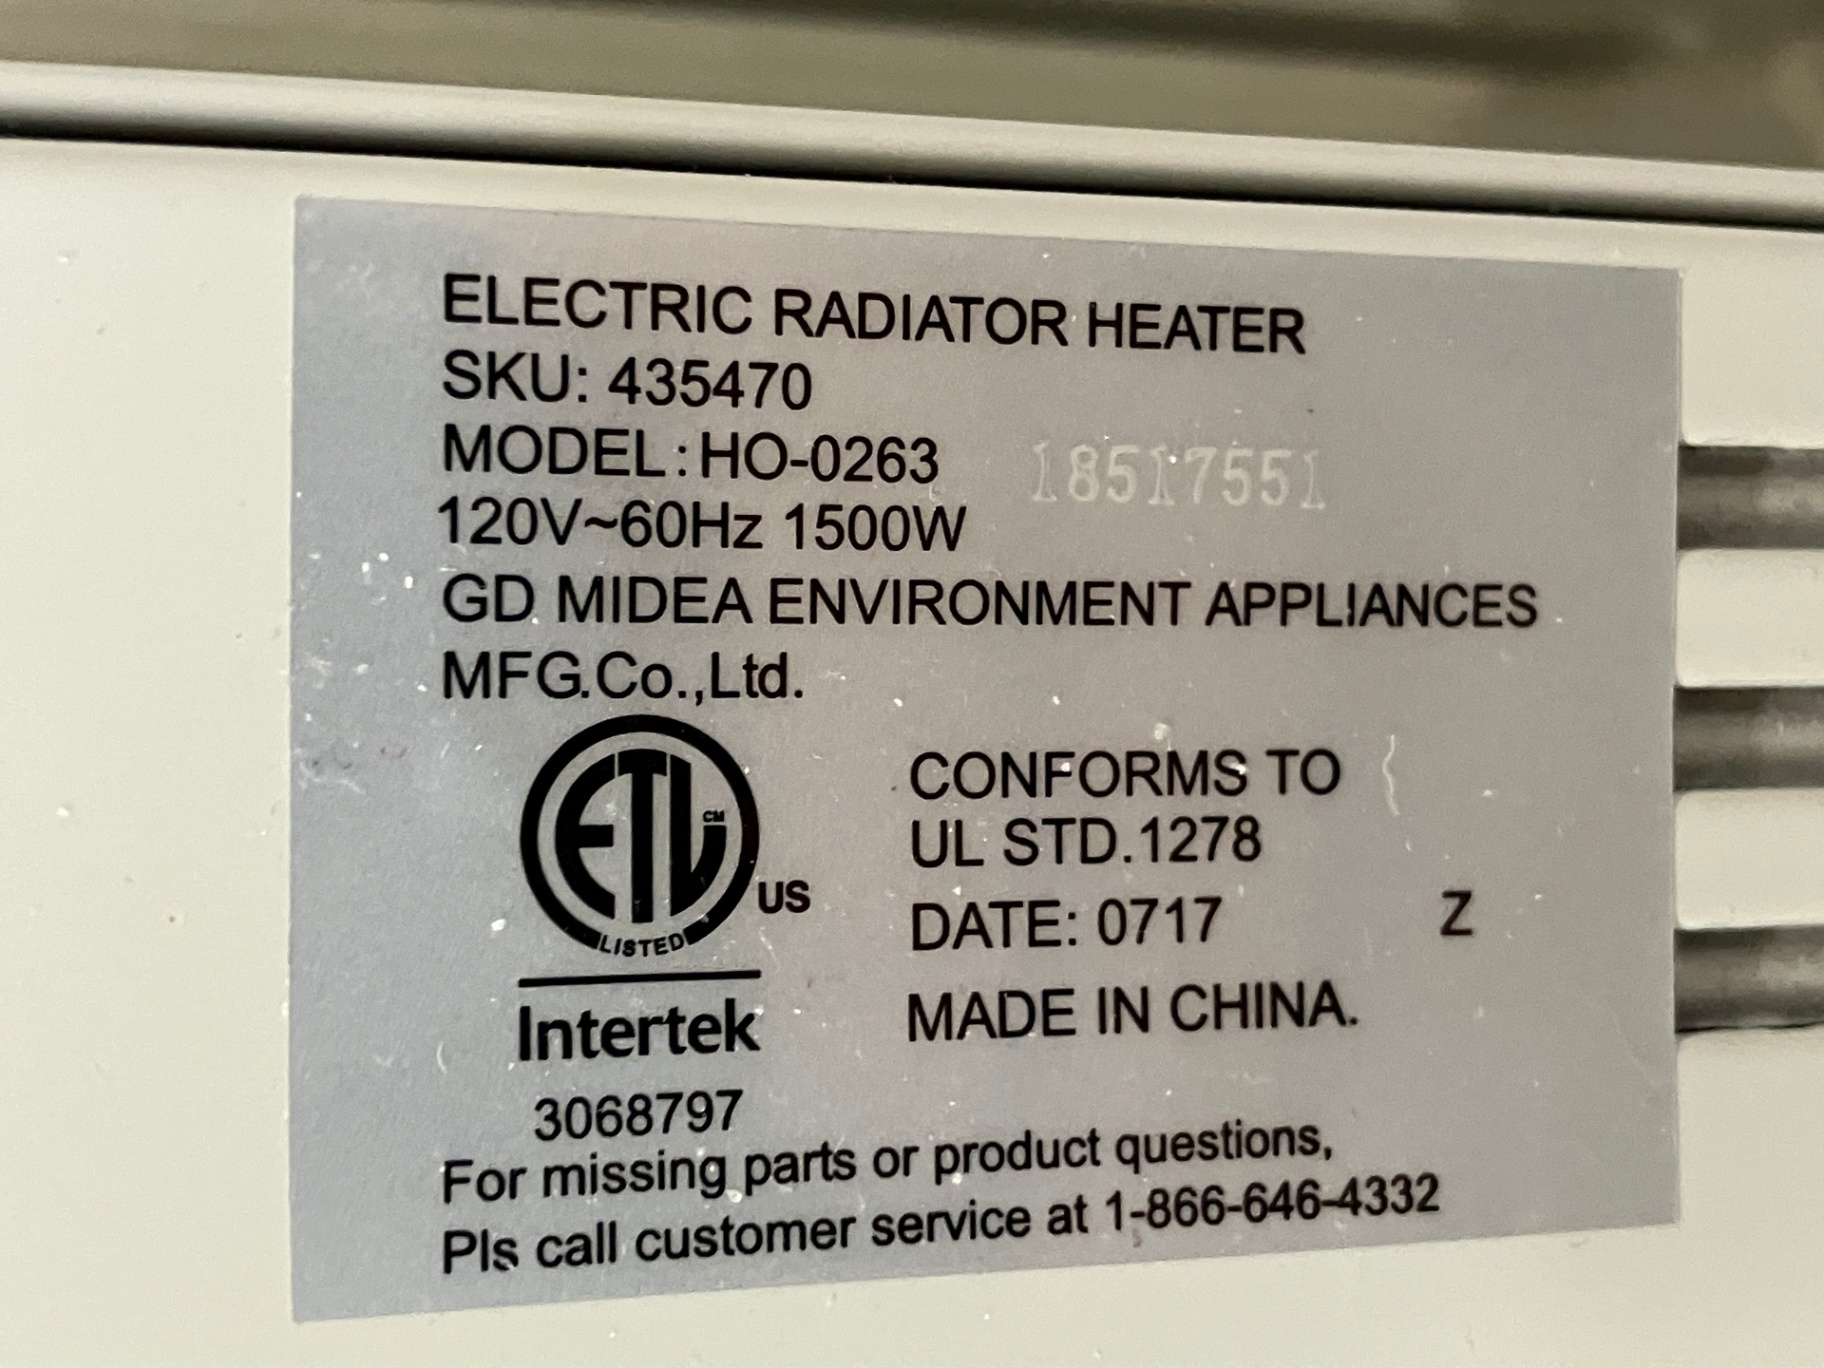 ELECTRIC RADIATOR HEATER
SKU: 435470
MODEL: HO-0263 18517551
120V~60Hz 1500W
GD MIDEA ENVIRONMENT APPLIANCES
MFG.Co.,Ltd.
ETL CM
LISTED
US
Intertek
3068797
CONFORMS TO
UL STD.1278
DATE: 0717 Z
MADE IN CHINA.
For missing parts or product questions,
Pls call customer service at 1-866-646-4332